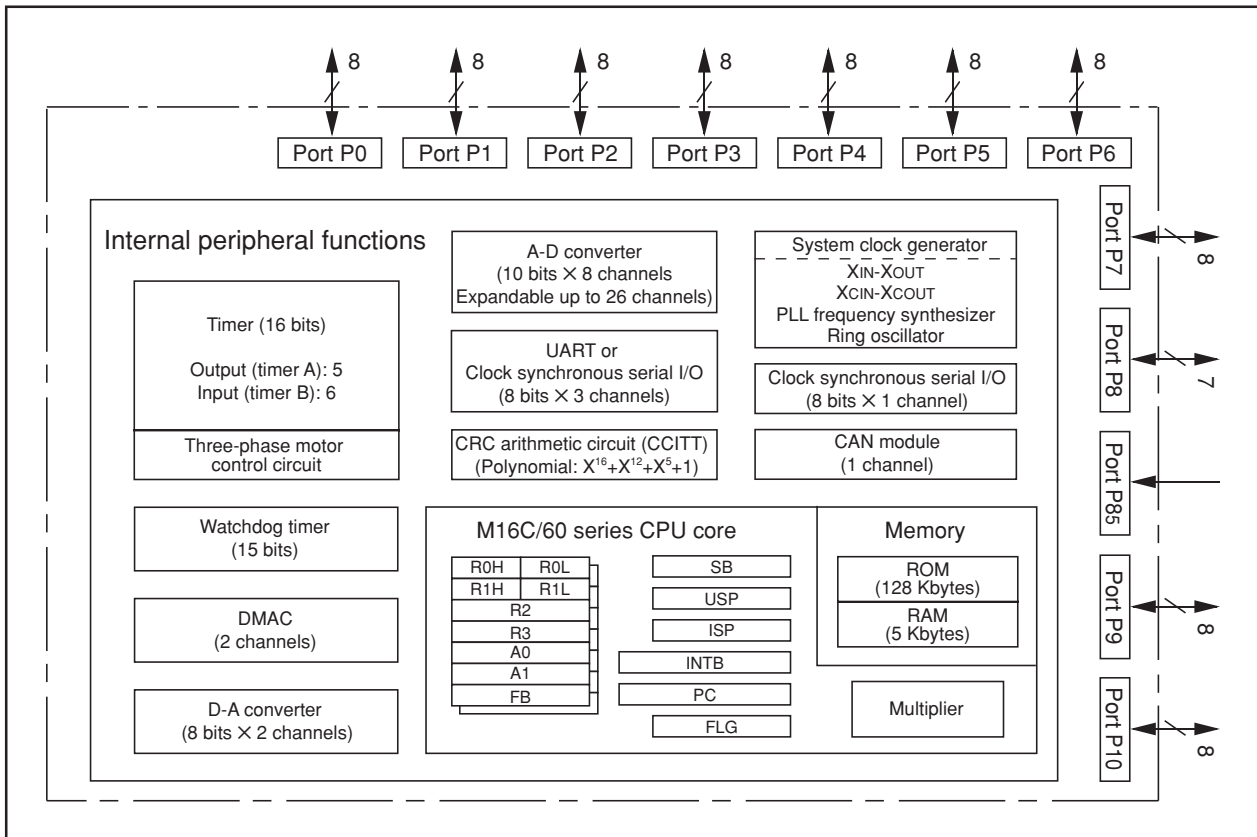 8 8 8 8 8 8 8
Port P0 Port P1 Port P2 Port P3 Port P4 Port P5 Port P6
Internal peripheral functions
Timer (16 bits)
Output (timer A): 5
Input (timer B): 6
Three-phase motor
control circuit
Watchdog timer
(15 bits)
DMAC
(2 channels)
D-A converter
(8 bits × 2 channels)
A-D converter
(10 bits × 8 channels
Expandable up to 26 channels)
UART or
Clock synchronous serial I/O
(8 bits × 3 channels)
CRC arithmetic circuit (CCITT)
(Polynomial: X¹⁶+X¹²+X⁵+1)
System clock generator
XIN-XOUT
XCIN-XCOUT
PLL frequency synthesizer
Ring oscillator
Clock synchronous serial I/O
(8 bits × 1 channel)
CAN module
(1 channel)
M16C/60 series CPU core
R0H R0L
R1H R1L
R2
R3
A0
A1
FB
SB
USP
ISP
INTB
PC
FLG
Memory
ROM
(128 Kbytes)
RAM
(5 Kbytes)
Multiplier
Port P7
8
Port P8
7
Port P85
Port P9
8
Port P10
8